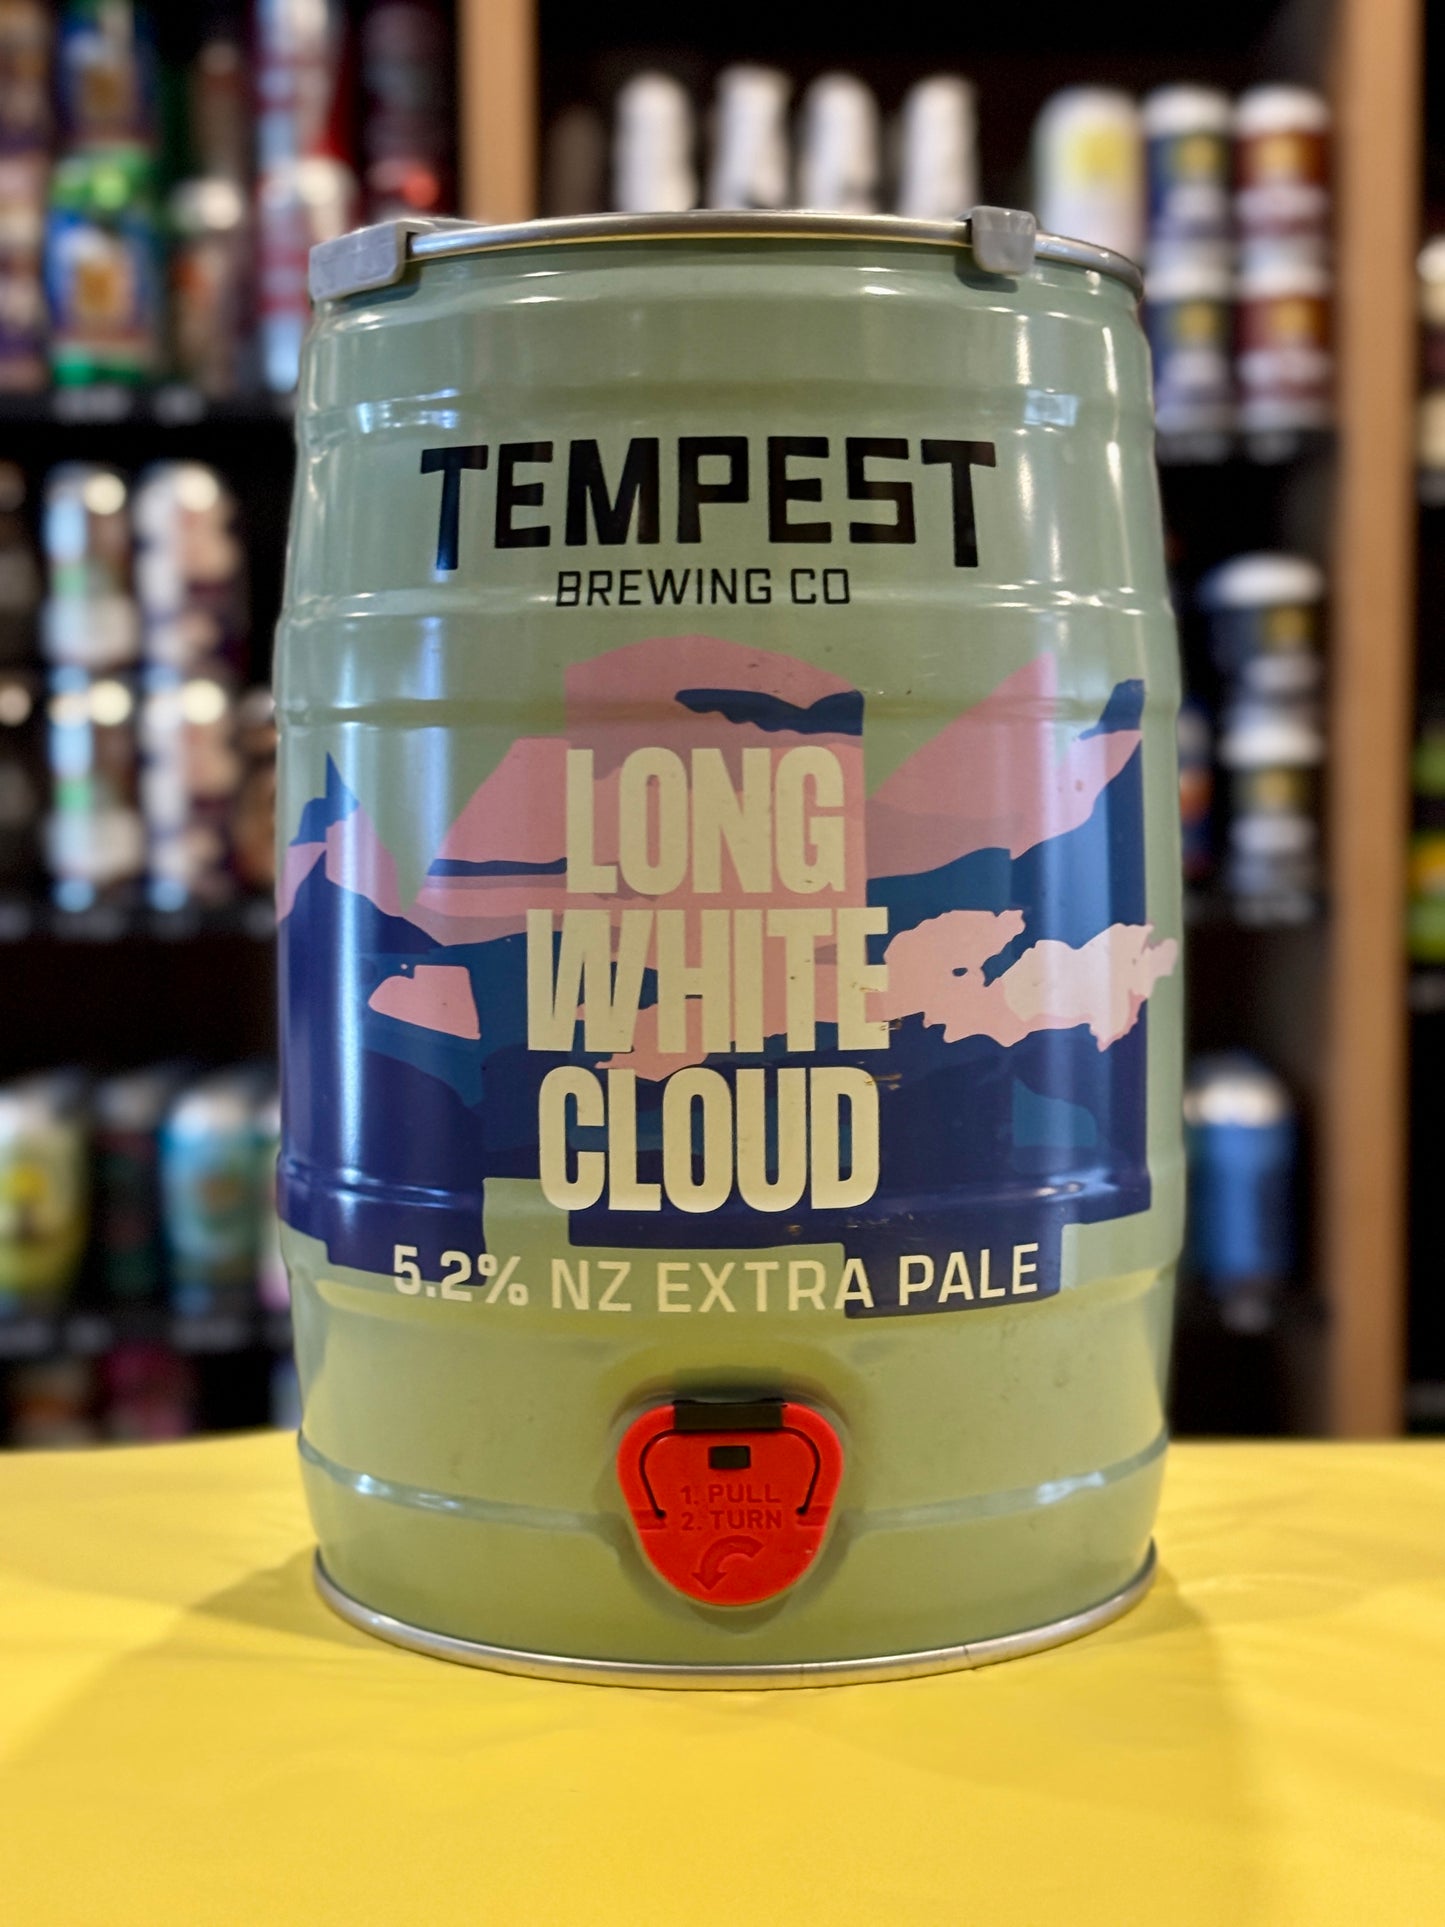 TEMPEST
BREWING CO
LONG
WHITE
CLOUD
5.2% NZ EXTRA PALE
1. PULL
2. TURN